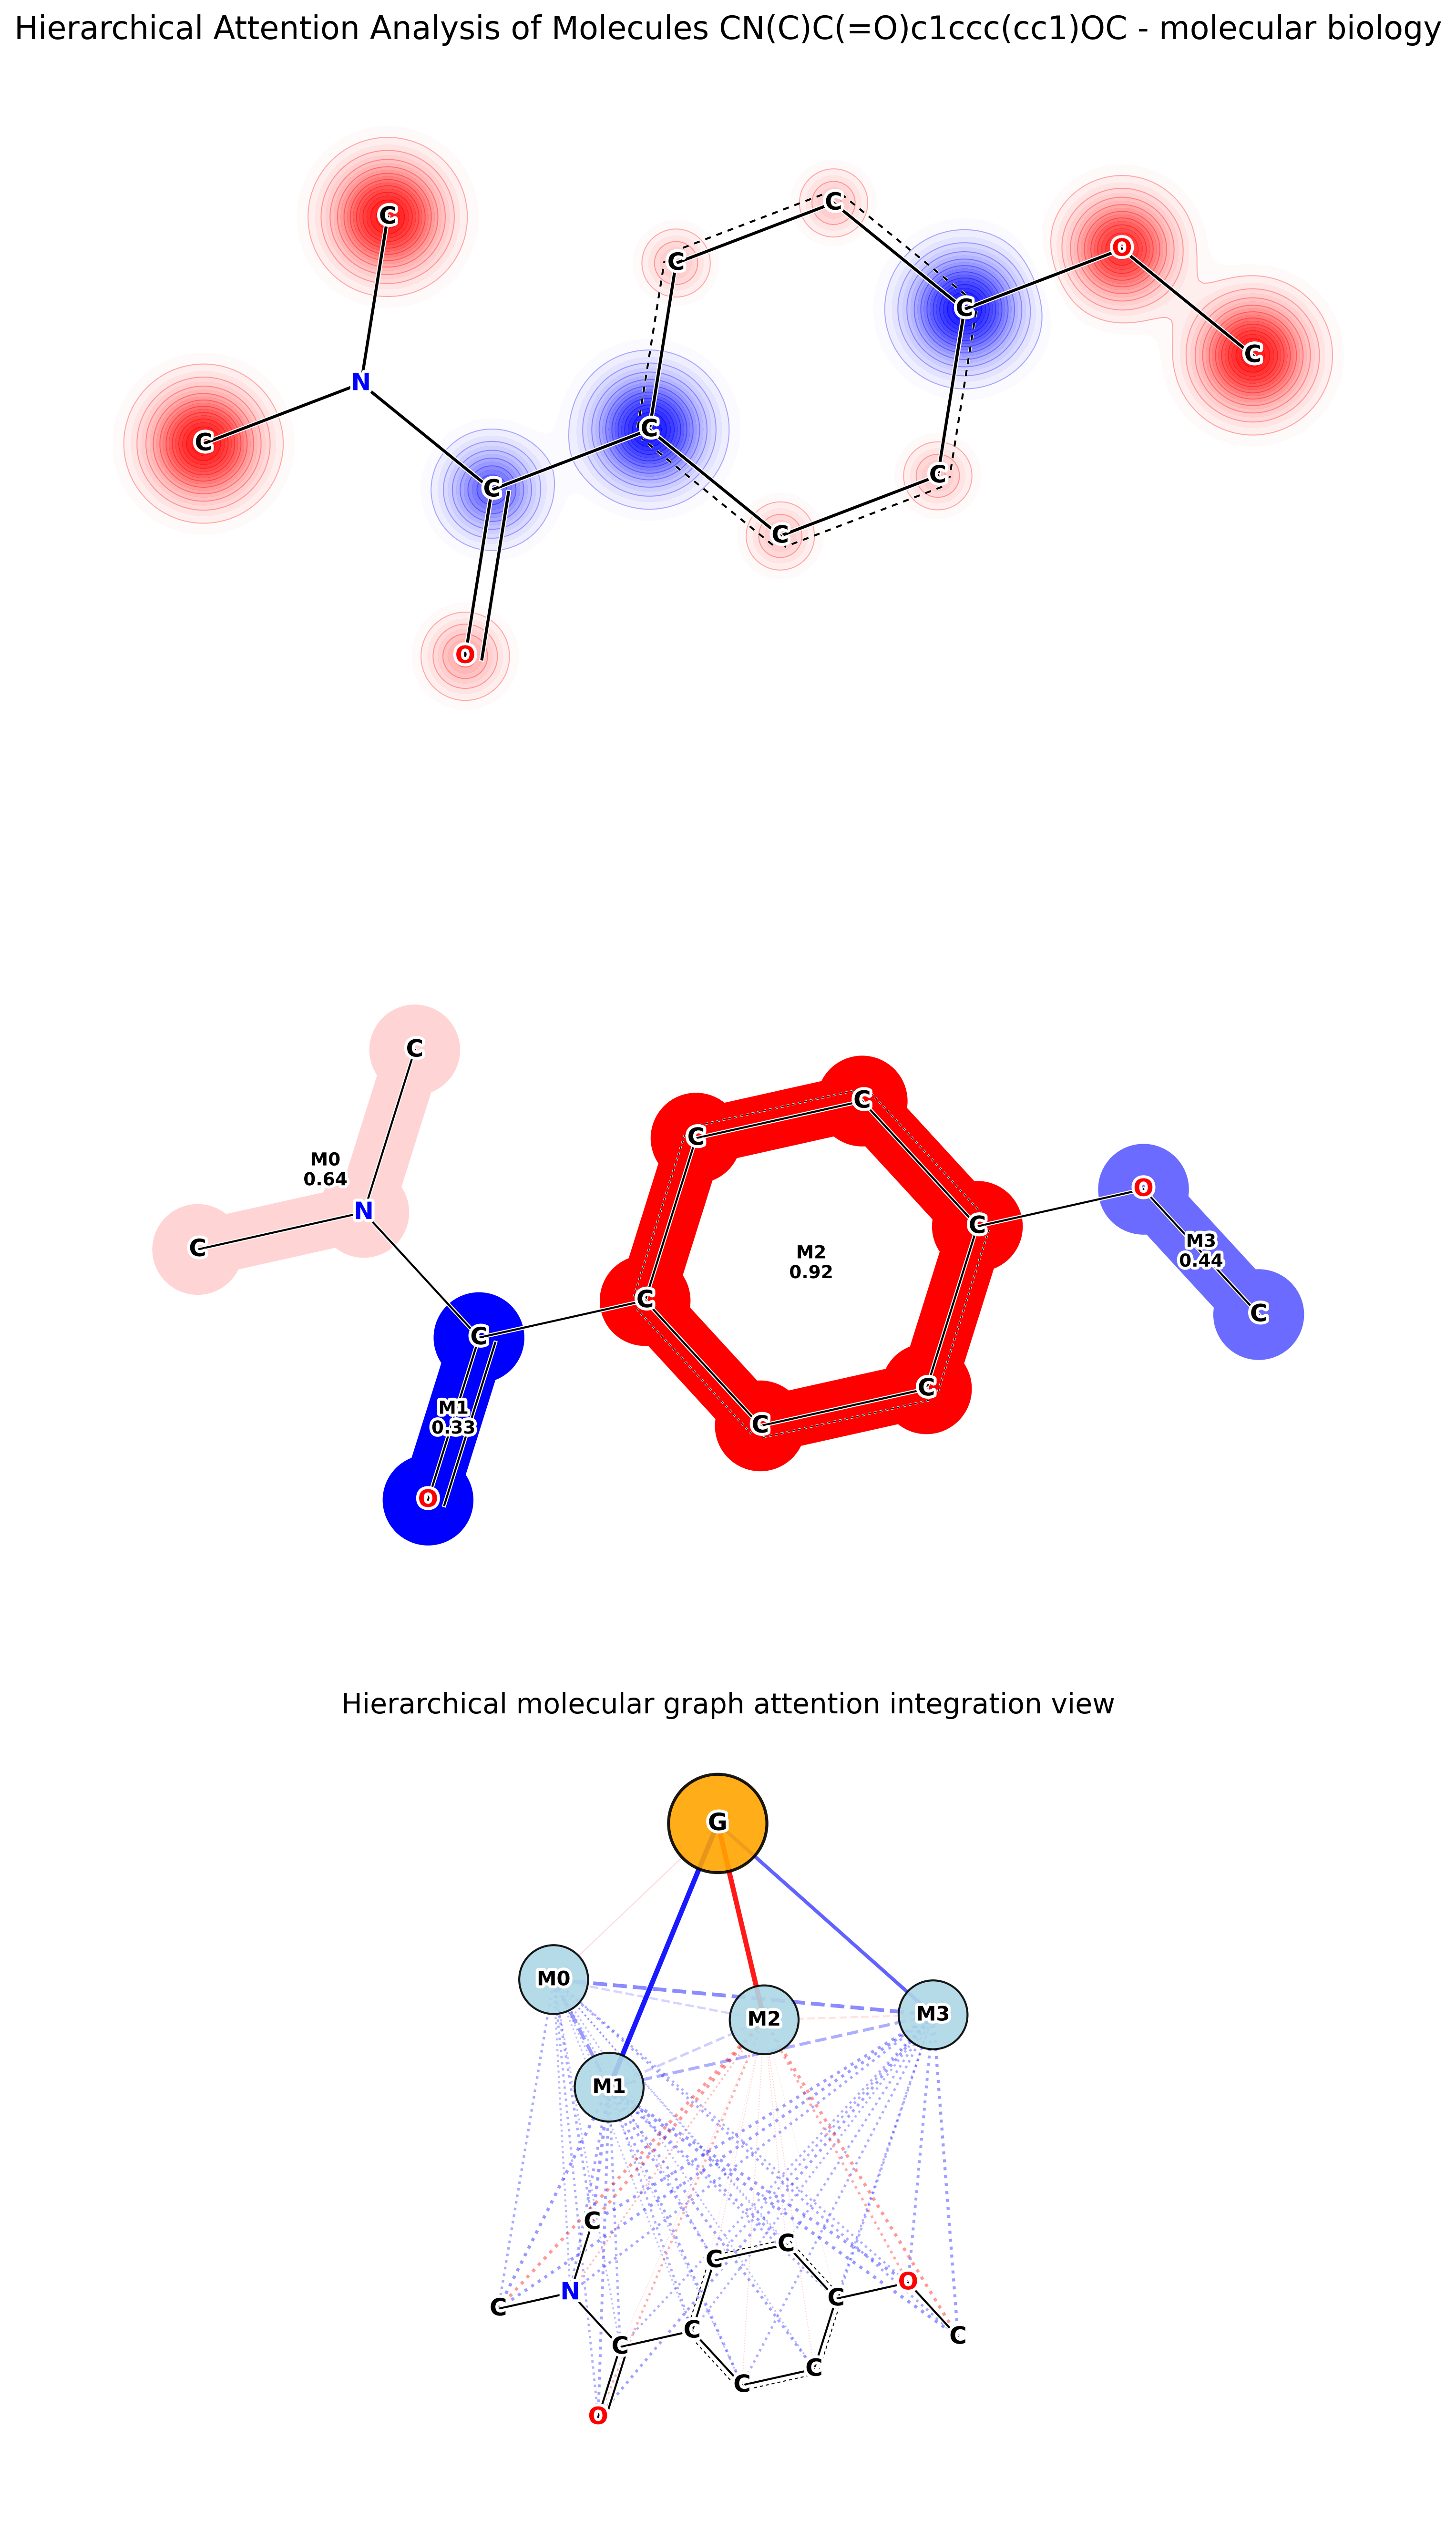 Hierarchical Attention Analysis of Molecules CN(C)C(=O)c1ccc(cc1)OC - molecular biology
C
C
O
C
C
C
N
C
C
C
C
C
O
C
C
M0
0.64
C
O
N
C
C
M3
0.44
C
M2
0.92
C
C
C
C
M1
0.33
C
O
Hierarchical molecular graph attention integration view
G
M0
M2
M3
M1
C
C
C
O
N
C
C
C
C
C
C
C
O